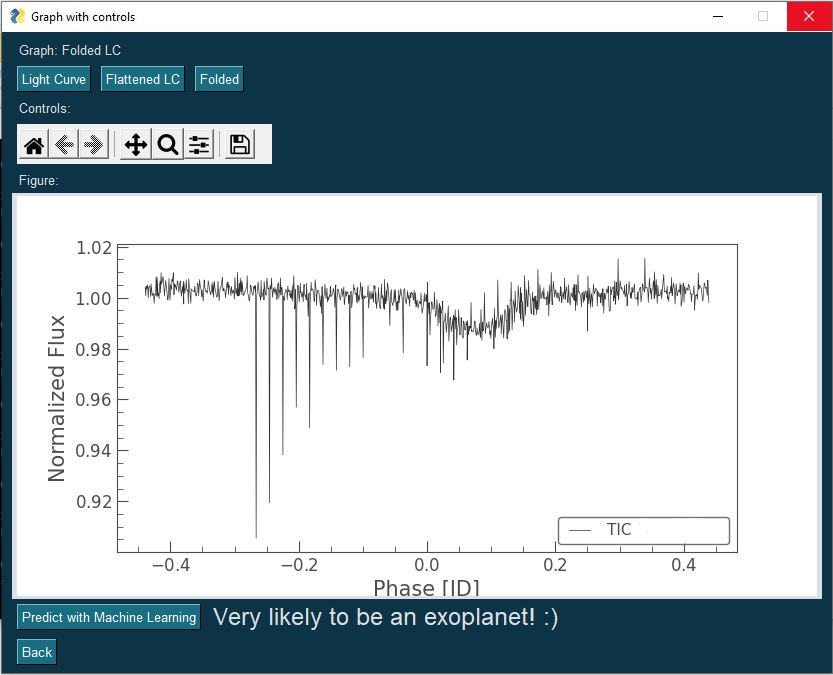 Graph with controls
Graph: Folded LC
Light Curve Flattened LC Folded
Controls:
Figure:
1.02
1.00
0.98
0.96
0.94
0.92
Normalized Flux
TIC
−0.4 −0.2 0.0 0.2 0.4
Phase [JD]
Predict with Machine Learning Very likely to be an exoplanet! :)
Back